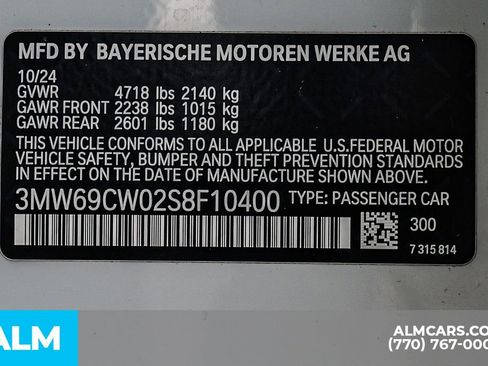 MFD BY BAYERISCHE MOTOREN WERKE AG
10/24
GVWR 4718 lbs 2140 kg
GAWR FRONT 2238 lbs 1015 kg
GAWR REAR 2601 lbs 1180 kg
THIS VEHICLE CONFORMS TO ALL APPLICABLE U.S.FEDERAL MOTOR
VEHICLE SAFETY, BUMPER AND THEFT PREVENTION STANDARDS
IN EFFECT ON THE DATE OF MANUFACTURE SHOWN ABOVE.
3MW69CW02S8F10400 TYPE: PASSENGER CAR
300
7 315 814
ALM
ALMCARS.COM
(770)